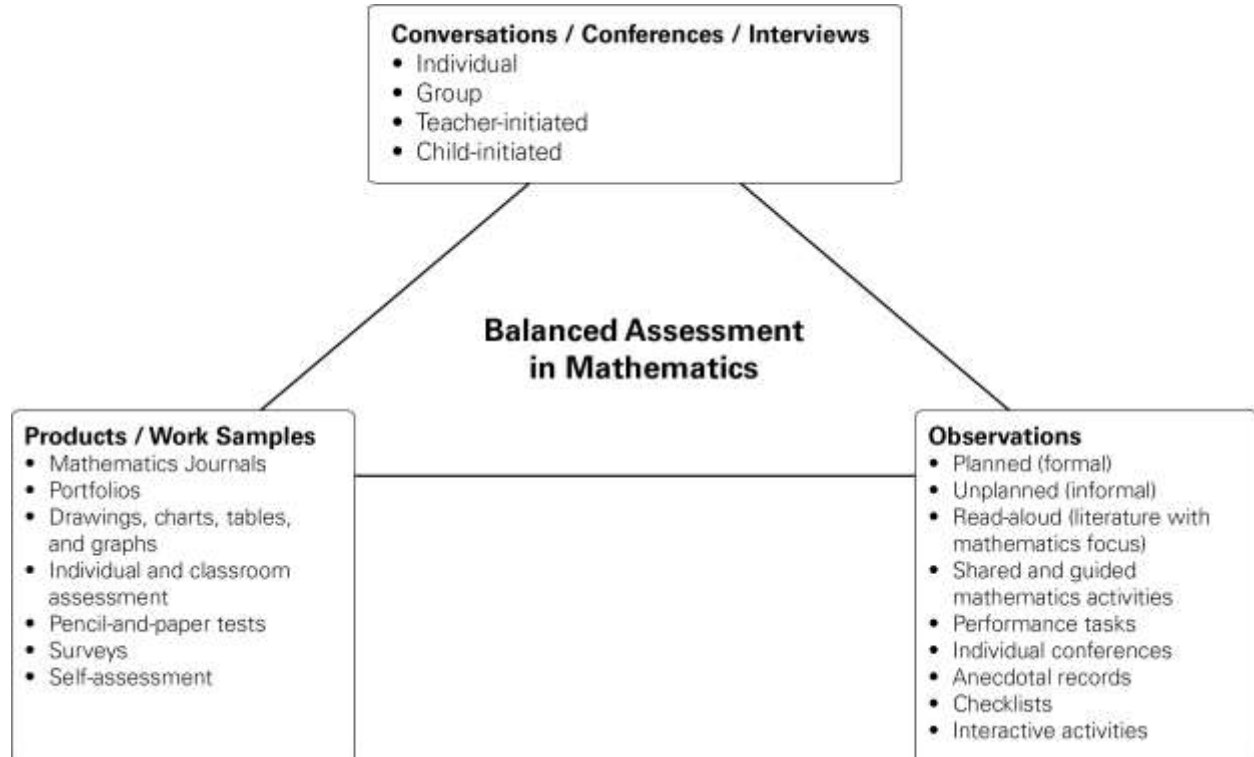 Conversations / Conferences / Interviews
• Individual
• Group
• Teacher-initiated
• Child-initiated
Balanced Assessment
in Mathematics
Products / Work Samples
• Mathematics Journals
• Portfolios
• Drawings, charts, tables,
and graphs
• Individual and classroom
assessment
• Pencil-and-paper tests
• Surveys
• Self-assessment
Observations
• Planned (formal)
• Unplanned (informal)
• Read-aloud (literature with
mathematics focus)
• Shared and guided
mathematics activities
• Performance tasks
• Individual conferences
• Anecdotal records
• Checklists
• Interactive activities